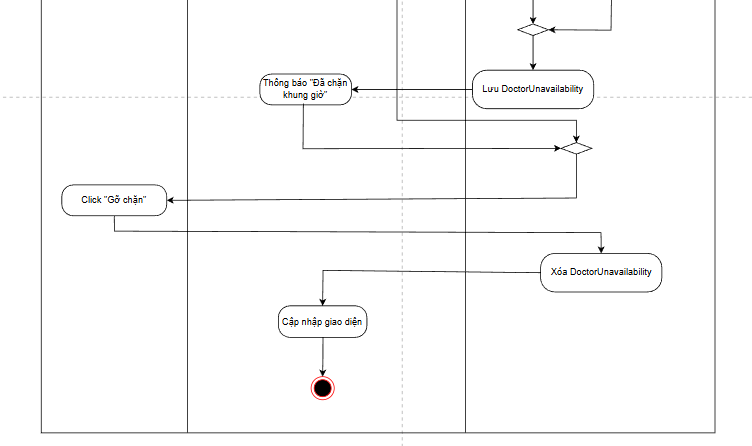 Lưu DoctorUnavailability
Thông báo "Đã chặn
khung giờ"
Click "Gỡ chặn"
Xóa DoctorUnavailability
Cập nhập giao diện